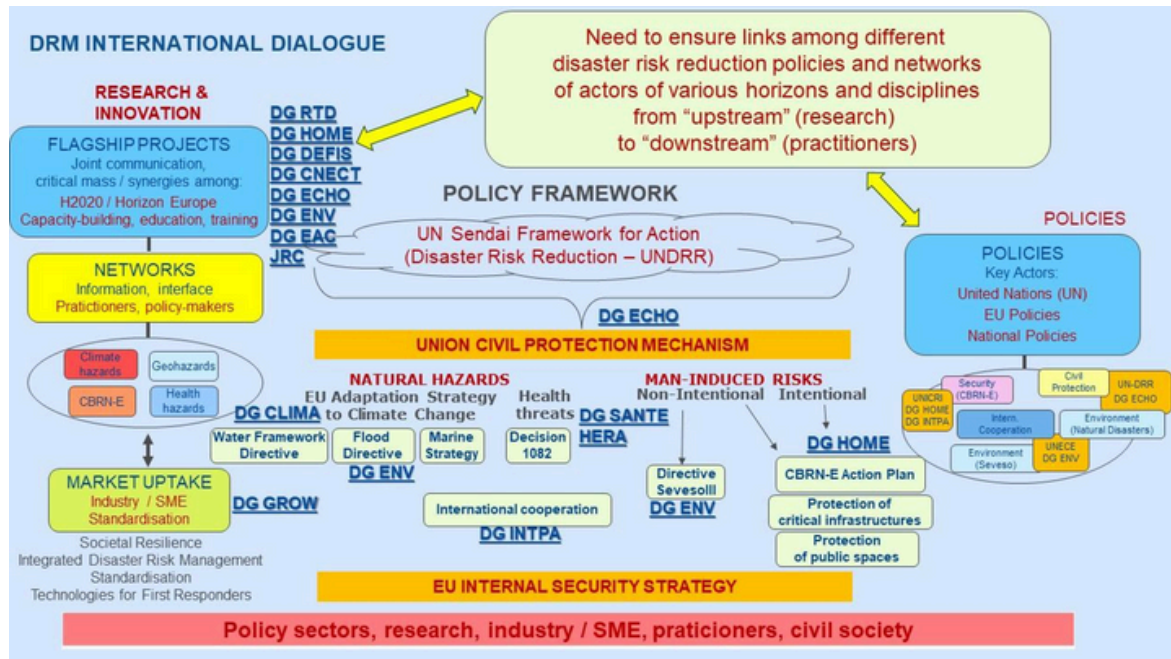 DRM INTERNATIONAL DIALOGUE
Need to ensure links among different
disaster risk reduction policies and networks
of actors of various horizons and disciplines
from “upstream” (research)
to “downstream” (practitioners)
RESEARCH &
INNOVATION
FLAGSHIP PROJECTS
Joint communication,
critical mass / synergies among:
H2020 / Horizon Europe
Capacity-building, education, training
DG RTD
DG HOME
DG DEFIS
DG CNECT
DG ECHO
DG ENV
DG EAC
JRC
NETWORKS
Information, interface
Pratictioners, policy-makers
Climate
hazards
Geohazards
CBRN-E
Health
hazards
MARKET UPTAKE
Industry / SME
Standardisation
DG GROW
Societal Resilience
Integrated Disaster Risk Management
Standardisation
Technologies for First Responders
POLICY FRAMEWORK
UN Sendai Framework for Action
(Disaster Risk Reduction – UNDRR)
DG ECHO
UNION CIVIL PROTECTION MECHANISM
NATURAL HAZARDS
EU Adaptation Strategy
to Climate Change
DG CLIMA
Health
threats
DG SANTE
HERA
Water Framework
Directive
Flood
Directive
Marine
Strategy
Decision
1082
DG ENV
International cooperation
DG INTPA
MAN-INDUCED RISKS
Non-Intentional
Intentional
DG HOME
Directive
SevesoIII
DG ENV
CBRN-E Action Plan
Protection of
critical infrastructures
Protection
of public spaces
EU INTERNAL SECURITY STRATEGY
POLICIES
POLICIES
Key Actors:
United Nations (UN)
EU Policies
National Policies
UNICRI
DG HOME
DG INTPA
Security
(CBRN-E)
Civil
Protection
UN-DRR
DG ECHO
Intern.
Cooperation
Environment
(Natural Disasters)
Environment
(Seveso)
UNECE
DG ENV
Policy sectors, research, industry / SME, praticioners, civil society